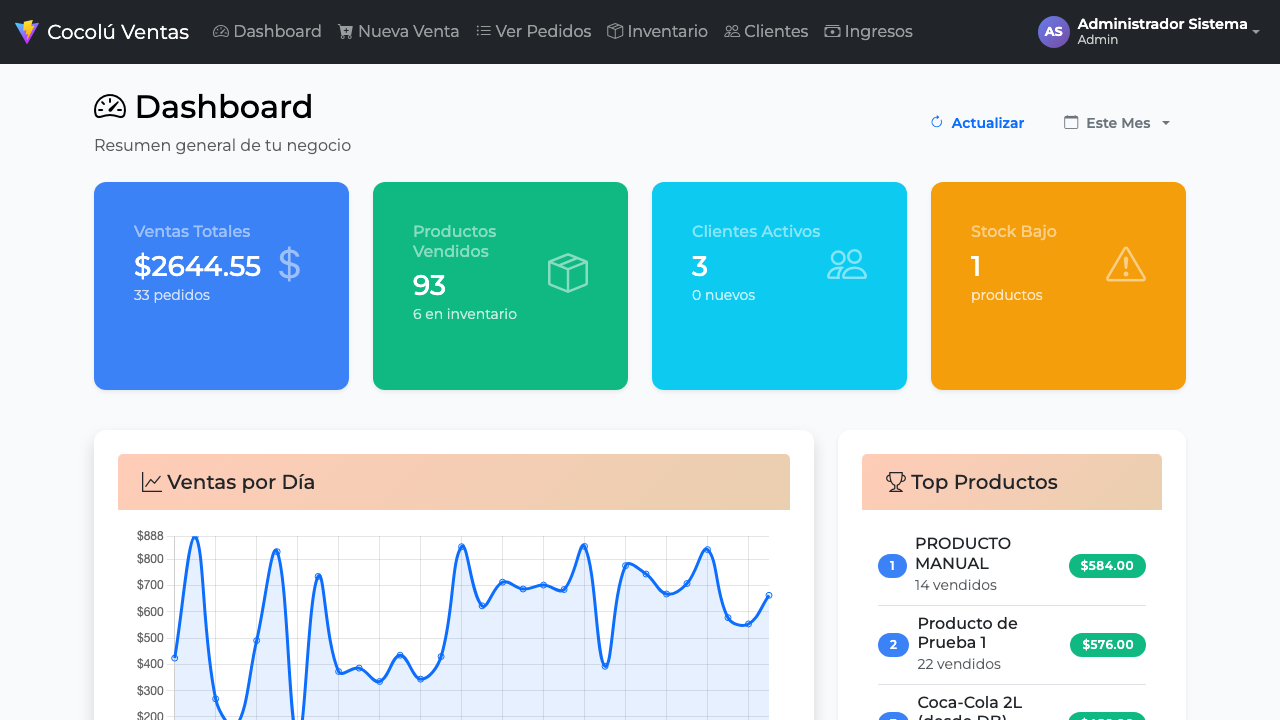 Cocolú Ventas
Dashboard
Nueva Venta
Ver Pedidos
Inventario
Clientes
Ingresos
AS
Administrador Sistema
Admin
Dashboard
Resumen general de tu negocio
Actualizar
Este Mes
Ventas Totales
$2644.55
$
33 pedidos
Productos
Vendidos
93
6 en inventario
Clientes Activos
3
0 nuevos
Stock Bajo
1
productos
Ventas por Día
$888
$800
$700
$600
$500
$400
$300
$200
Top Productos
1
PRODUCTO
MANUAL
14 vendidos
$584.00
2
Producto de
Prueba 1
22 vendidos
$576.00
Coca-Cola 2L
(desde DB)